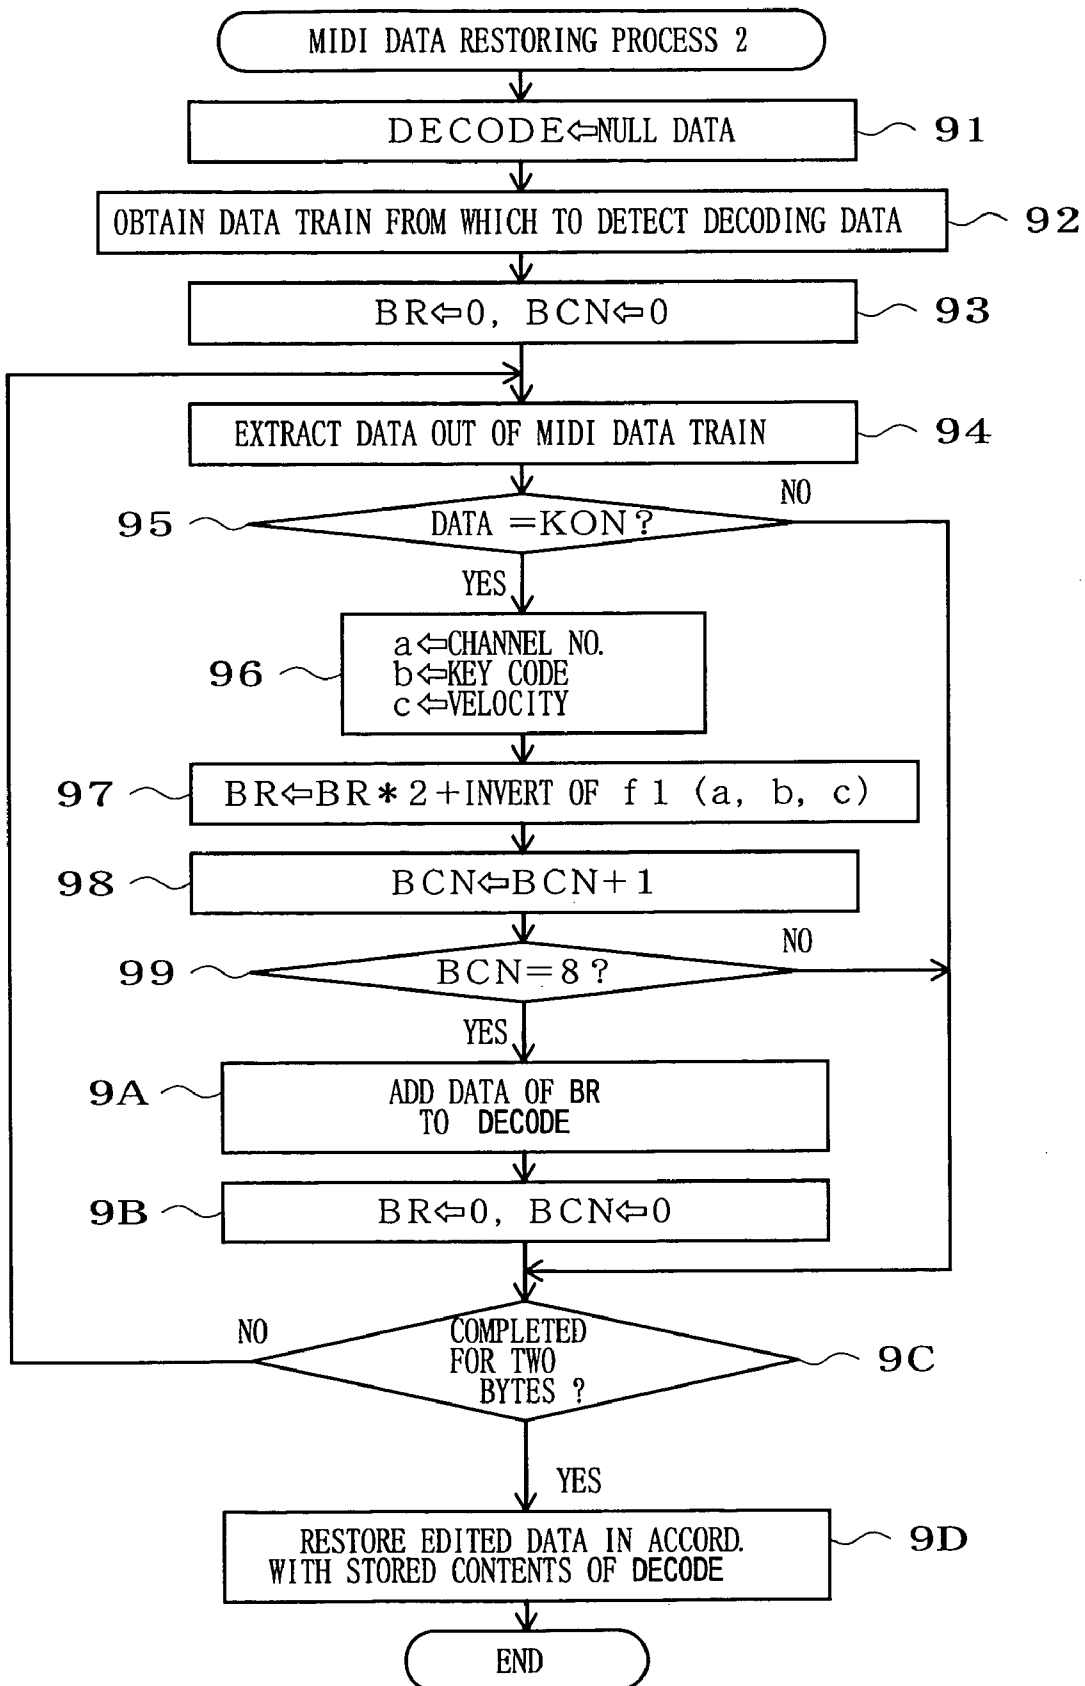 MIDI DATA RESTORING PROCESS 2
DECODE⇦NULL DATA
91
OBTAIN DATA TRAIN FROM WHICH TO DETECT DECODING DATA
92
BR⇦0, BCN⇦0
93
EXTRACT DATA OUT OF MIDI DATA TRAIN
94
NO
95
DATA =KON?
YES
a⇦CHANNEL NO.
96
b⇦KEY CODE
c⇦VELOCITY
97
BR⇦BR*2+INVERT OF f1 (a, b, c)
98
BCN⇦BCN+1
NO
99
BCN=8?
YES
9A
ADD DATA OF BR
TO DECODE
9B
BR⇦0, BCN⇦0
NO
COMPLETED
FOR TWO
BYTES ?
9C
YES
RESTORE EDITED DATA IN ACCORD.
WITH STORED CONTENTS OF DECODE
9D
END